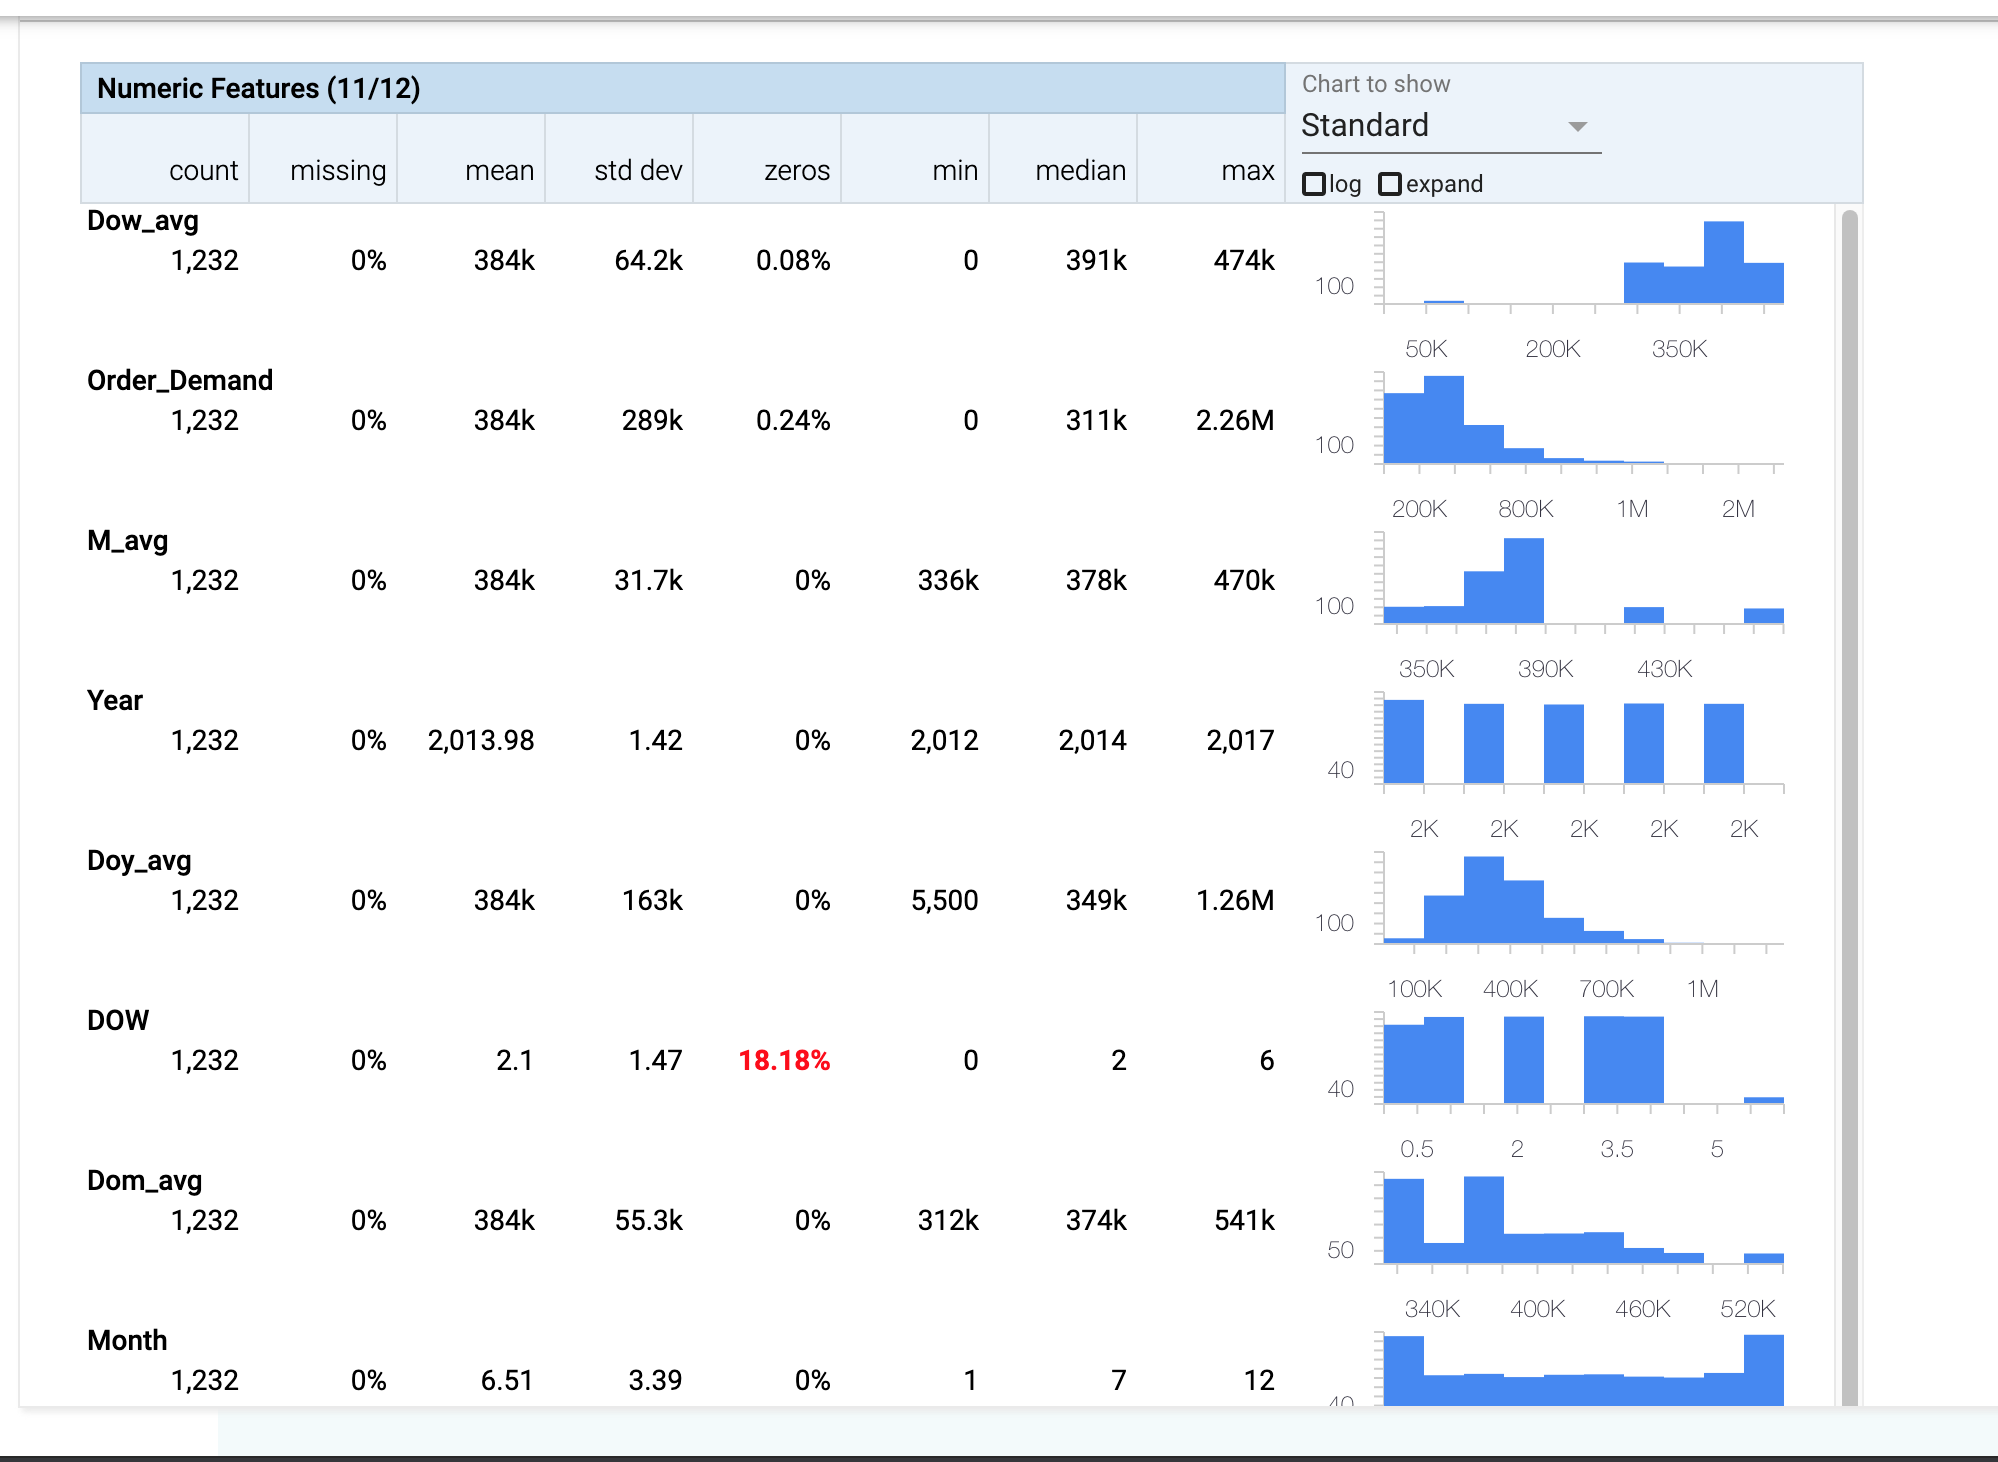 Numeric Features (11/12)
Chart to show
Standard
count missing mean std dev zeros min median max
log expand
Dow_avg
1,232 0% 384k 64.2k 0.08% 0 391k 474k
100
50K 200K 350K
Order_Demand
1,232 0% 384k 289k 0.24% 0 311k 2.26M
100
200K 800K 1M 2M
M_avg
1,232 0% 384k 31.7k 0% 336k 378k 470k
100
350K 390K 430K
Year
1,232 0% 2,013.98 1.42 0% 2,012 2,014 2,017
40
2K 2K 2K 2K 2K
Doy_avg
1,232 0% 384k 163k 0% 5,500 349k 1.26M
100
100K 400K 700K 1M
DOW
1,232 0% 2.1 1.47 18.18% 0 2 6
40
0.5 2 3.5 5
Dom_avg
1,232 0% 384k 55.3k 0% 312k 374k 541k
50
340K 400K 460K 520K
Month
1,232 0% 6.51 3.39 0% 1 7 12
40